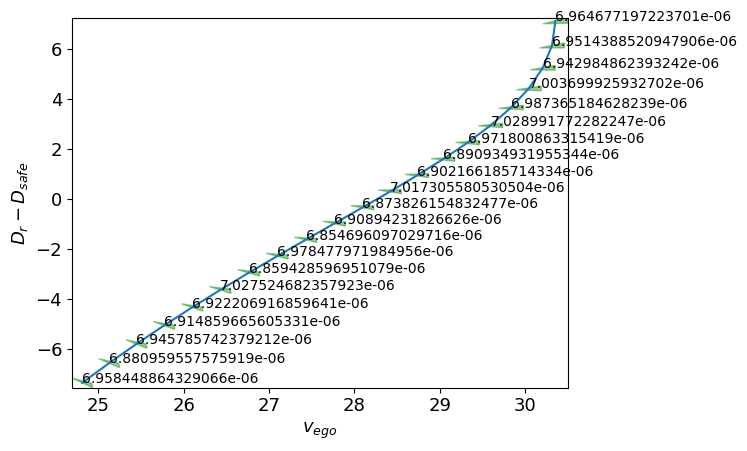 6.964677197223701e-06
6.9514388520947906e-06
6.942984862393242e-06
7.003699925932702e-06
6.987365184628239e-06
7.028991772282247e-06
6.971800863315419e-06
6.890934931955344e-06
6.902166185714334e-06
7.017305580530504e-06
6.873826154832477e-06
6.90894231826626e-06
6.854696097029716e-06
6.978477971984956e-06
6.859428596951079e-06
7.027524682357923e-06
6.922206916859641e-06
6.914859665605331e-06
6.945785742379212e-06
6.880959557575919e-06
6.958448864329066e-06
6
4
2
0
−2
−4
−6
D_r − D_{safe}
25 26 27 28 29 30
v_{ego}